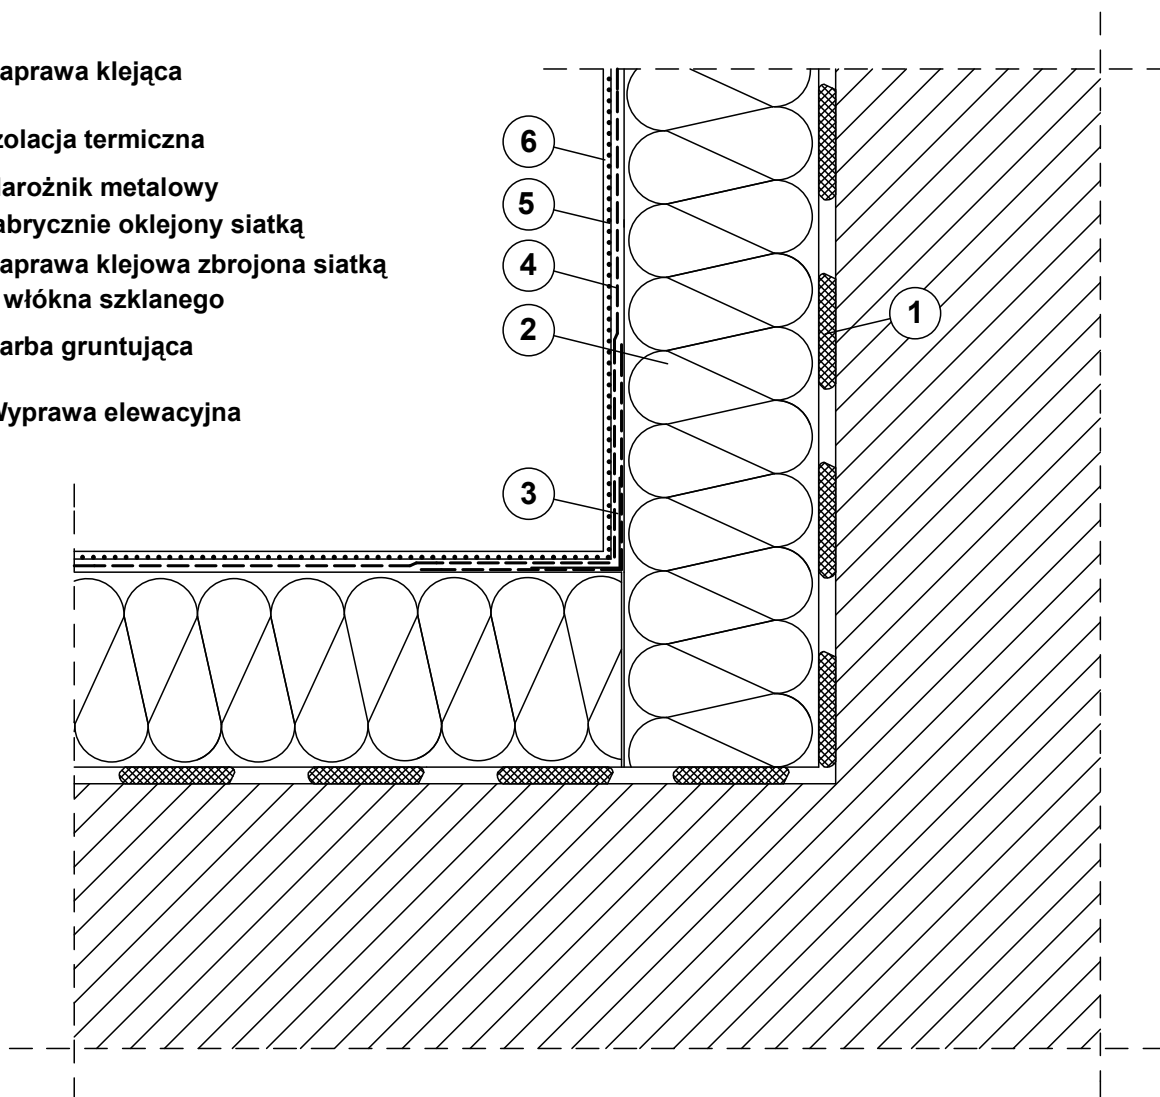 aprawa klejąca
zolacja termiczna
arożnik metalowy
abrycznie oklejony siatką
aprawa klejowa zbrojona siatką
włókna szklanego
arba gruntująca
Wyprawa elewacyjna
6
5
4
2
1
3